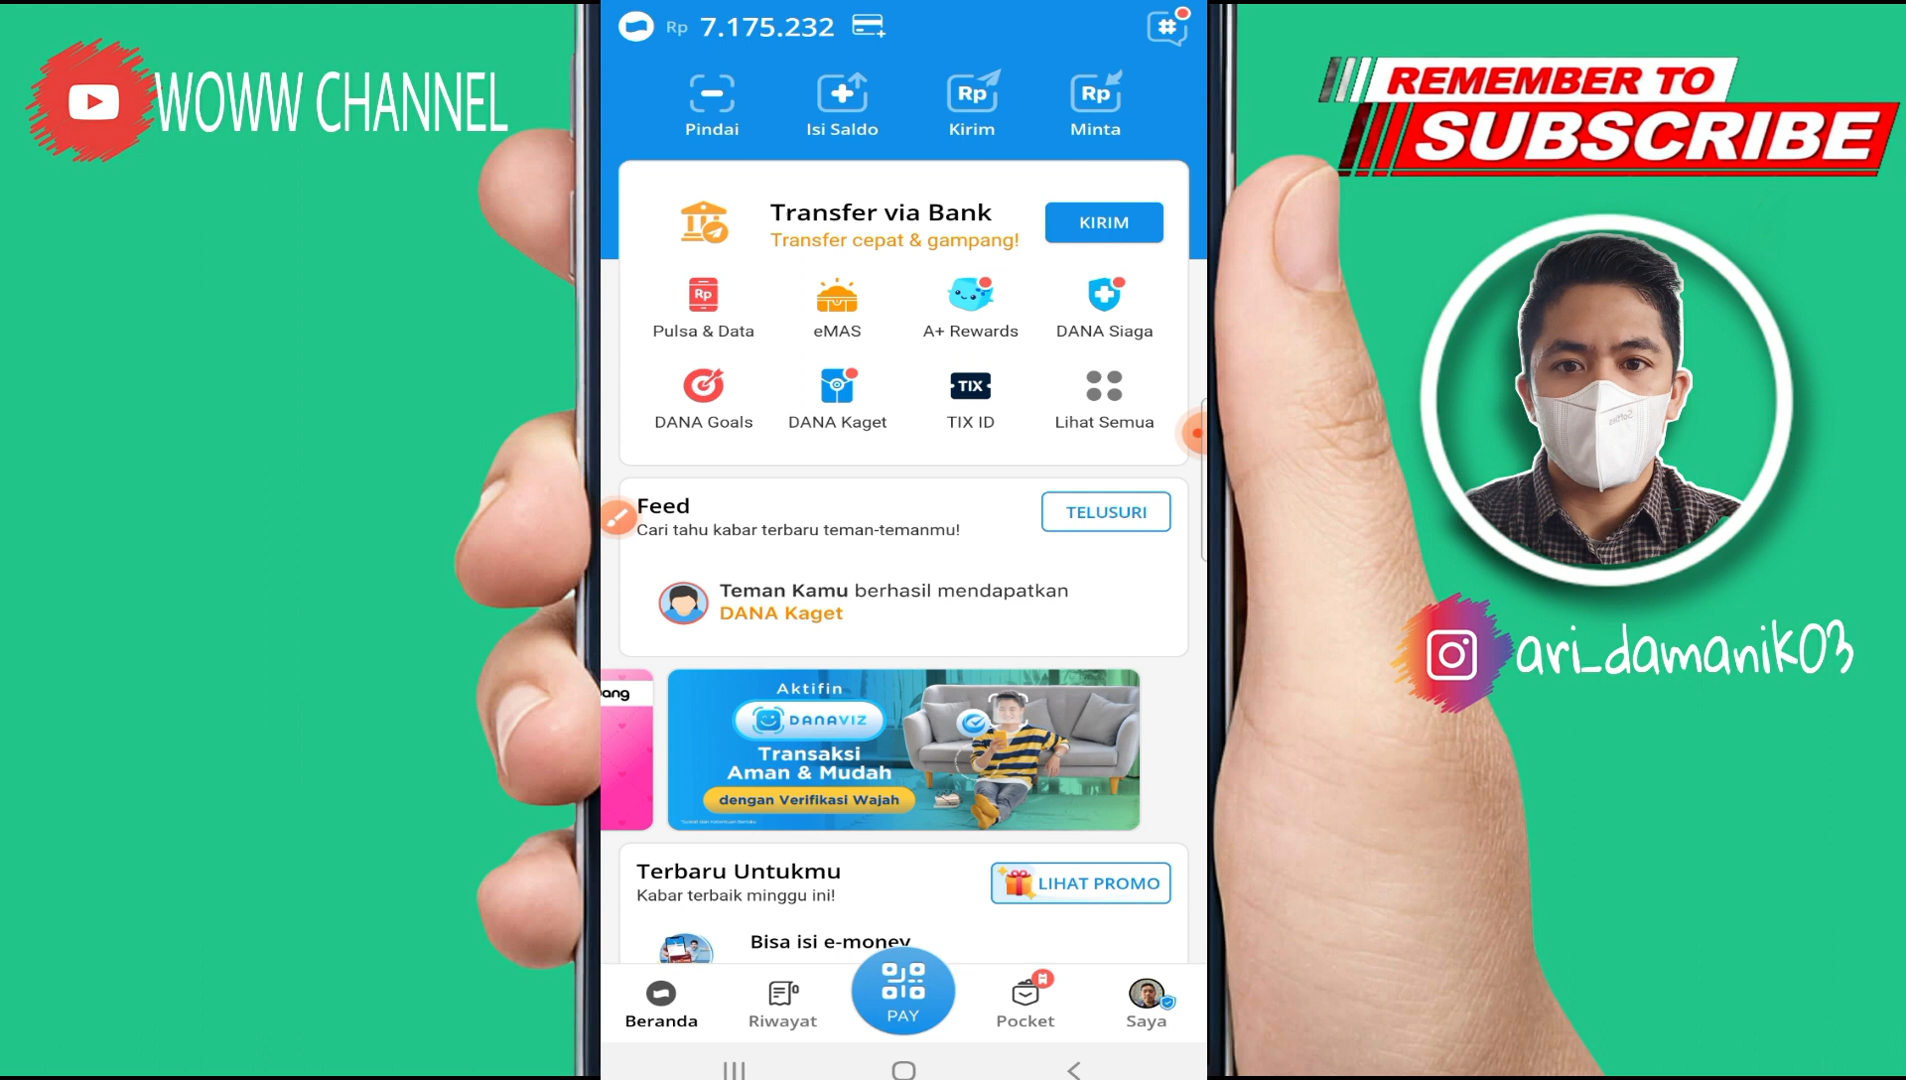 WOWW CHANNEL
REMEMBER TO
SUBSCRIBE
ari_damanik03
Rp 7.175.232
Pindai
Isi Saldo
Rp
Kirim
Rp
Minta
Transfer via Bank
Transfer cepat & gampang!
KIRIM
Rp
Pulsa & Data
eMAS
A+ Rewards
DANA Siaga
DANA Goals
DANA Kaget
TIX
TIX ID
Lihat Semua
Feed
Cari tahu kabar terbaru teman-temanmu!
TELUSURI
Teman Kamu berhasil mendapatkan
DANA Kaget
ang
Aktifin
DANAVIZ
Transaksi
Aman & Mudah
dengan Verifikasi Wajah
Terbaru Untukmu
Kabar terbaik minggu ini!
LIHAT PROMO
Bisa isi e-money
Beranda
Riwayat
PAY
Pocket
Saya